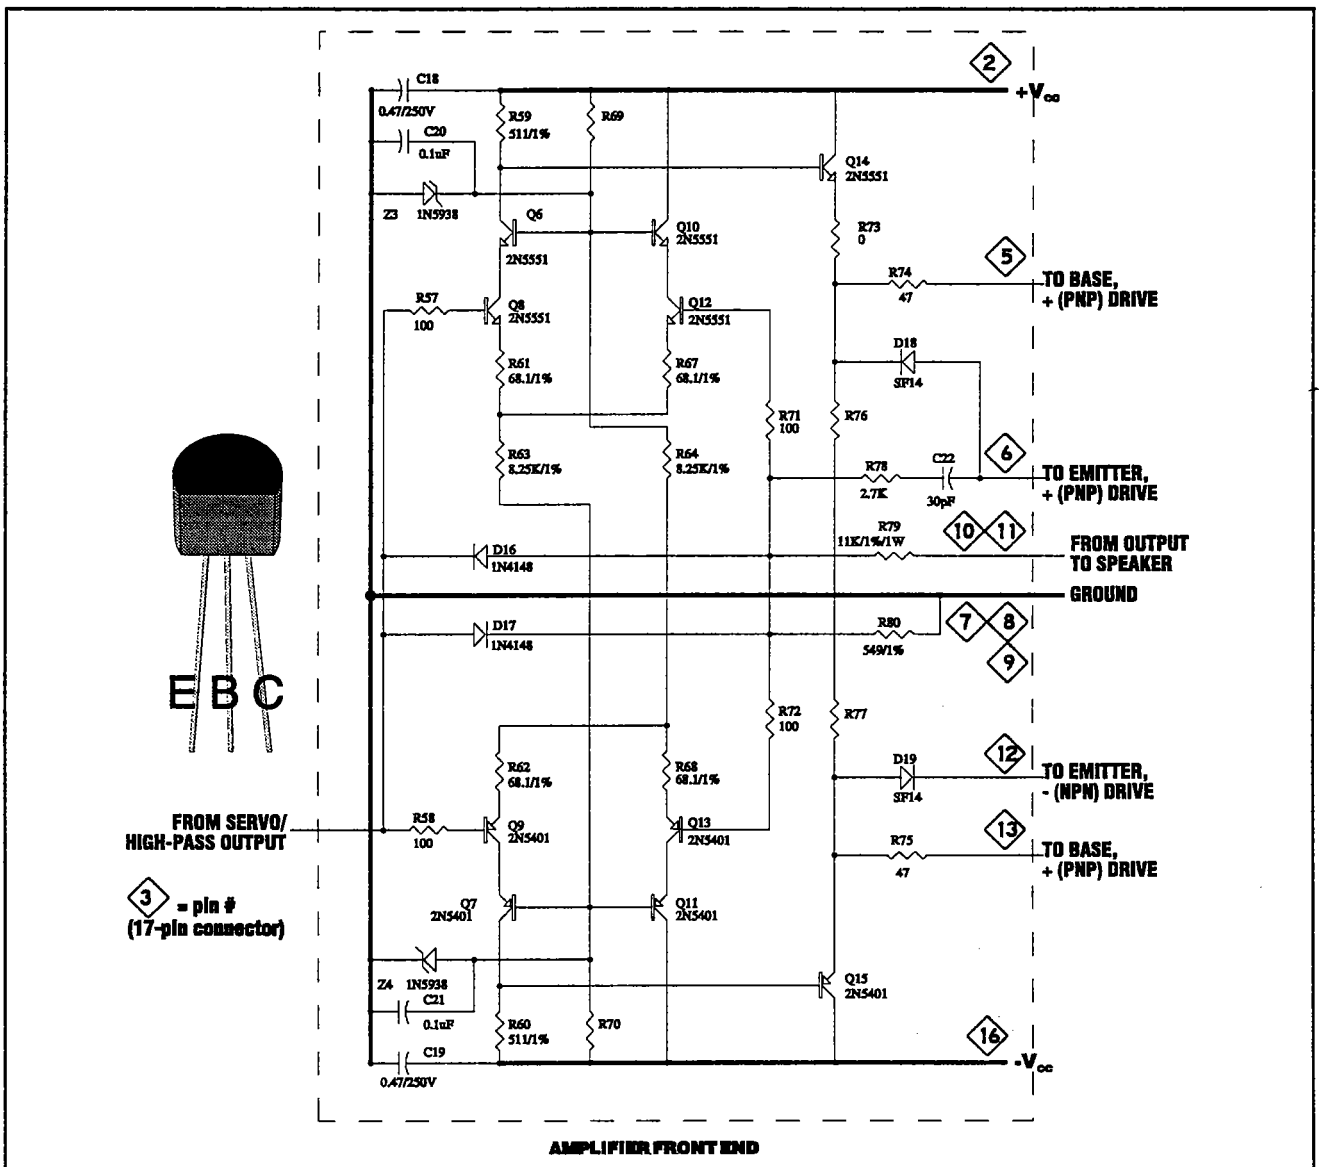 2
+Vcc
C18
0.47/250V
R59
511/1%
R69
C20
0.1uF
Q14
2N5551
Z3
1N5938
Q6
2N5551
Q10
2N5551
R73
0
5
R74
47
TO BASE,
+ (PNP) DRIVE
R57
100
Q8
2N5551
Q12
2N5551
D18
SF14
R61
68.1/1%
R67
68.1/1%
R71
100
R76
R63
8.25K/1%
R64
8.25K/1%
R78
2.7K
C22
30pF
6
TO EMITTER,
+ (PNP) DRIVE
R79
11K/1%/1W
10
11
FROM OUTPUT
TO SPEAKER
D16
1N4148
GROUND
D17
1N4148
R80
549/1%
7
8
9
E B C
R72
100
R77
R62
68.1/1%
R68
68.1/1%
D19
SF14
12
TO EMITTER,
- (NPN) DRIVE
FROM SERVO/
HIGH-PASS OUTPUT
R58
100
Q9
2N5401
Q13
2N5401
13
R75
47
TO BASE,
+ (PNP) DRIVE
3
= pin #
(17-pin connector)
Q7
2N5401
Q11
2N5401
Z4
1N5938
C21
0.1uF
Q15
2N5401
R60
511/1%
R70
C19
0.47/250V
16
-Vcc
AMPLIFIER FRONT END